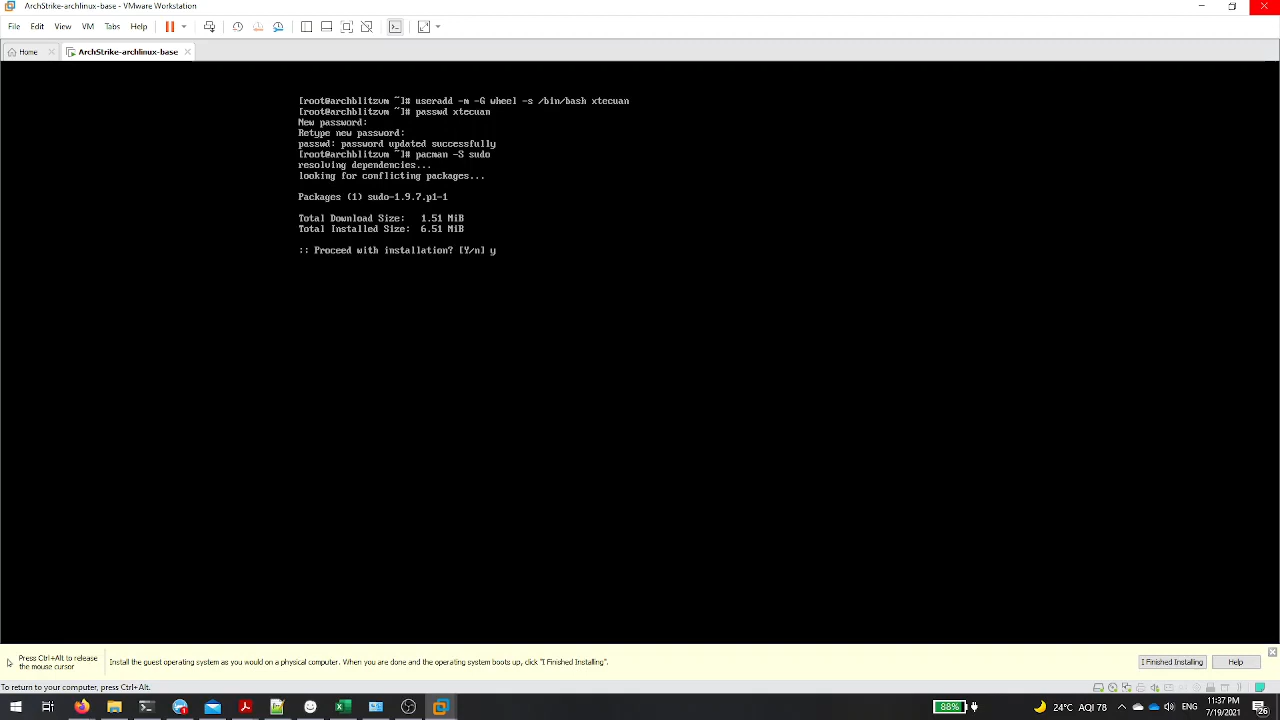 ArchStrike-archlinux-base - VMware Workstation
File Edit View VM Tabs Help
Home
ArchStrike-archlinux-base
[root@archblitzvm ~]# useradd -m -G wheel -s /bin/bash xtecuan
[root@archblitzvm ~]# passwd xtecuan
New password:
Retype new password:
passwd: password updated successfully
[root@archblitzvm ~]# pacman -S sudo
resolving dependencies...
looking for conflicting packages...
Packages (1) sudo-1.9.7.p1-1
Total Download Size: 1.51 MiB
Total Installed Size: 6.51 MiB
:: Proceed with installation? [Y/n] y
Press Ctrl+Alt to release
the mouse cursor
Install the guest operating system as you would on a physical computer. When you are done and the operating system boots up, click "I Finished Installing".
I Finished Installing
Help
To return to your computer, press Ctrl+Alt.
88%
24°C AQI 78
ENG
11:37 PM
7/19/2021
26